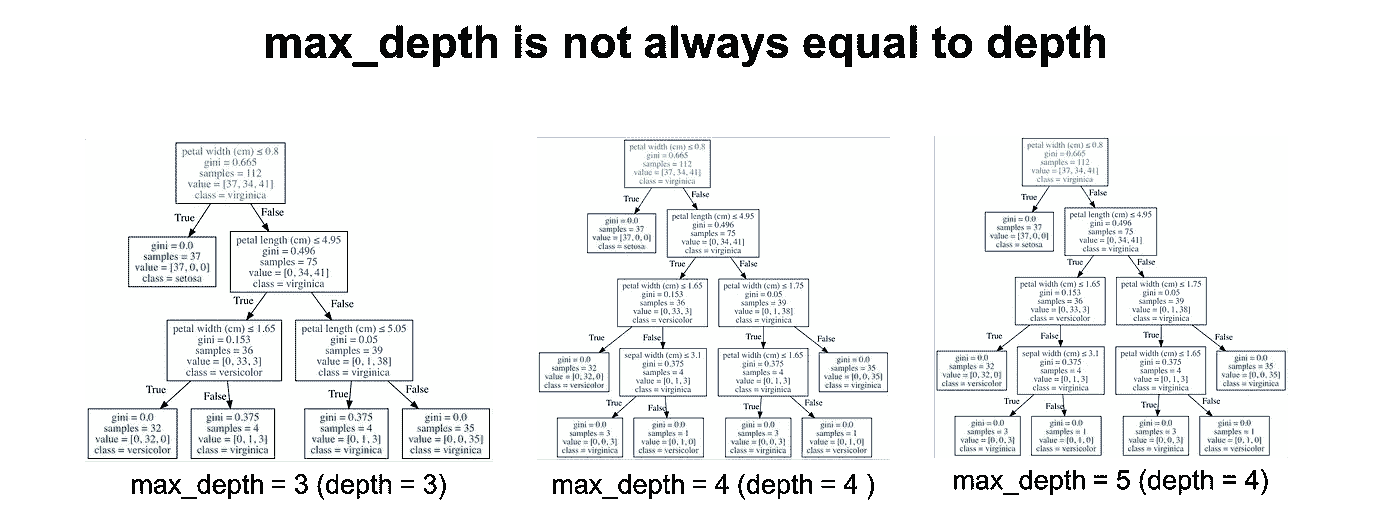 max_depth is not always equal to depth
petal width (cm) ≤ 0.8
gini = 0.665
samples = 112
value = [37, 34, 41]
class = virginica
True
False
gini = 0.0
samples = 37
value = [37, 0, 0]
class = setosa
petal length (cm) ≤ 4.95
gini = 0.496
samples = 75
value = [0, 34, 41]
class = virginica
True
False
petal width (cm) ≤ 1.65
gini = 0.153
samples = 36
value = [0, 33, 3]
class = versicolor
petal length (cm) ≤ 5.05
gini = 0.05
samples = 39
value = [0, 1, 38]
class = virginica
True
False
True
False
gini = 0.0
samples = 32
value = [0, 32, 0]
class = versicolor
gini = 0.375
samples = 4
value = [0, 1, 3]
class = virginica
gini = 0.375
samples = 4
value = [0, 1, 3]
class = virginica
gini = 0.0
samples = 35
value = [0, 0, 35]
class = virginica
max_depth = 3 (depth = 3)
petal width (cm) ≤ 0.8
gini = 0.665
samples = 112
value = [37, 34, 41]
class = virginica
True
False
gini = 0.0
samples = 37
value = [37, 0, 0]
class = setosa
petal length (cm) ≤ 4.95
gini = 0.496
samples = 75
value = [0, 34, 41]
class = virginica
True
False
petal width (cm) ≤ 1.65
gini = 0.153
samples = 36
value = [0, 33, 3]
class = versicolor
petal width (cm) ≤ 1.75
gini = 0.05
samples = 39
value = [0, 1, 38]
class = virginica
True
False
True
False
gini = 0.0
samples = 32
value = [0, 32, 0]
class = versicolor
sepal width (cm) ≤ 3.1
gini = 0.375
samples = 4
value = [0, 1, 3]
class = virginica
petal width (cm) ≤ 1.65
gini = 0.375
samples = 4
value = [0, 1, 3]
class = virginica
gini = 0.0
samples = 35
value = [0, 0, 35]
class = virginica
True
False
True
False
gini = 0.0
samples = 3
value = [0, 0, 3]
class = virginica
gini = 0.0
samples = 1
value = [0, 1, 0]
class = versicolor
gini = 0.0
samples = 3
value = [0, 0, 3]
class = virginica
gini = 0.0
samples = 1
value = [0, 1, 0]
class = versicolor
max_depth = 4 (depth = 4 )
petal width (cm) ≤ 0.8
gini = 0.665
samples = 112
value = [37, 34, 41]
class = virginica
True
False
gini = 0.0
samples = 37
value = [37, 0, 0]
class = setosa
petal length (cm) ≤ 4.95
gini = 0.496
samples = 75
value = [0, 34, 41]
class = virginica
True
False
petal width (cm) ≤ 1.65
gini = 0.153
samples = 36
value = [0, 33, 3]
class = versicolor
petal width (cm) ≤ 1.75
gini = 0.05
samples = 39
value = [0, 1, 38]
class = virginica
True
False
True
False
gini = 0.0
samples = 32
value = [0, 32, 0]
class = versicolor
sepal width (cm) ≤ 3.1
gini = 0.375
samples = 4
value = [0, 1, 3]
class = virginica
petal width (cm) ≤ 1.65
gini = 0.375
samples = 4
value = [0, 1, 3]
class = virginica
gini = 0.0
samples = 35
value = [0, 0, 35]
class = virginica
True
False
True
False
gini = 0.0
samples = 3
value = [0, 0, 3]
class = virginica
gini = 0.0
samples = 1
value = [0, 1, 0]
class = versicolor
gini = 0.0
samples = 3
value = [0, 0, 3]
class = virginica
gini = 0.0
samples = 1
value = [0, 1, 0]
class = versicolor
max_depth = 5 (depth = 4)